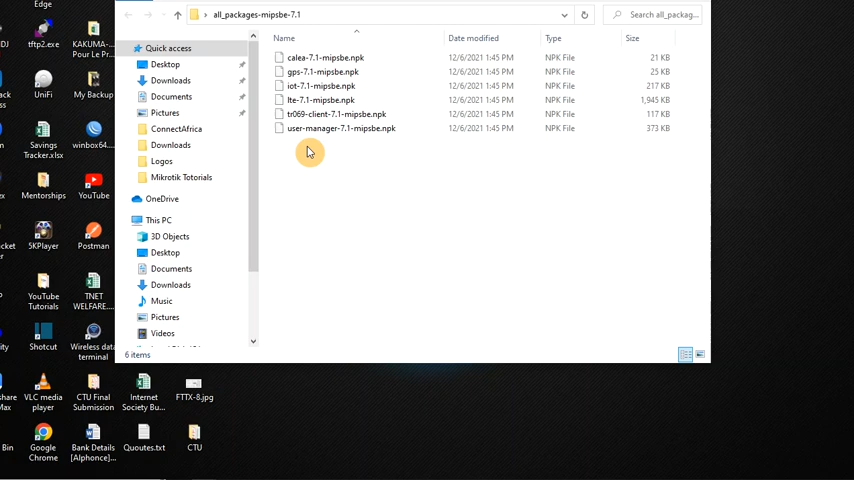 all_packages-mipsbe-7.1
Search all_packag...
Name
Date modified
Type
Size
calea-7.1-mipsbe.npk 12/6/2021 1:45 PM NPK File 21 KB
gps-7.1-mipsbe.npk 12/6/2021 1:45 PM NPK File 25 KB
iot-7.1-mipsbe.npk 12/6/2021 1:45 PM NPK File 217 KB
lte-7.1-mipsbe.npk 12/6/2021 1:45 PM NPK File 1,945 KB
tr069-client-7.1-mipsbe.npk 12/6/2021 1:45 PM NPK File 117 KB
user-manager-7.1-mipsbe.npk 12/6/2021 1:45 PM NPK File 373 KB
Quick access
Desktop
Downloads
Documents
Pictures
ConnectAfrica
Downloads
Logos
Mikrotik Tutorials
OneDrive
This PC
3D Objects
Desktop
Documents
Downloads
Music
Pictures
Videos
6 items
Edge
tftp2.exe
KAKUMA-
Pour Le Pr...
UniFi
My Backup
Savings
Tracker.xlsx
winbox64....
Mentorships
YouTube
5KPlayer
Postman
YouTube
Tutorials
TNET
WELFARE....
Shotcut
Wireless data
terminal
VLC media
player
CTU Final
Submission
Internet
Society Bu...
FTTX-8.jpg
Bin
Google
Chrome
Bank Details
[Alphonce]...
Quoutes.txt
CTU